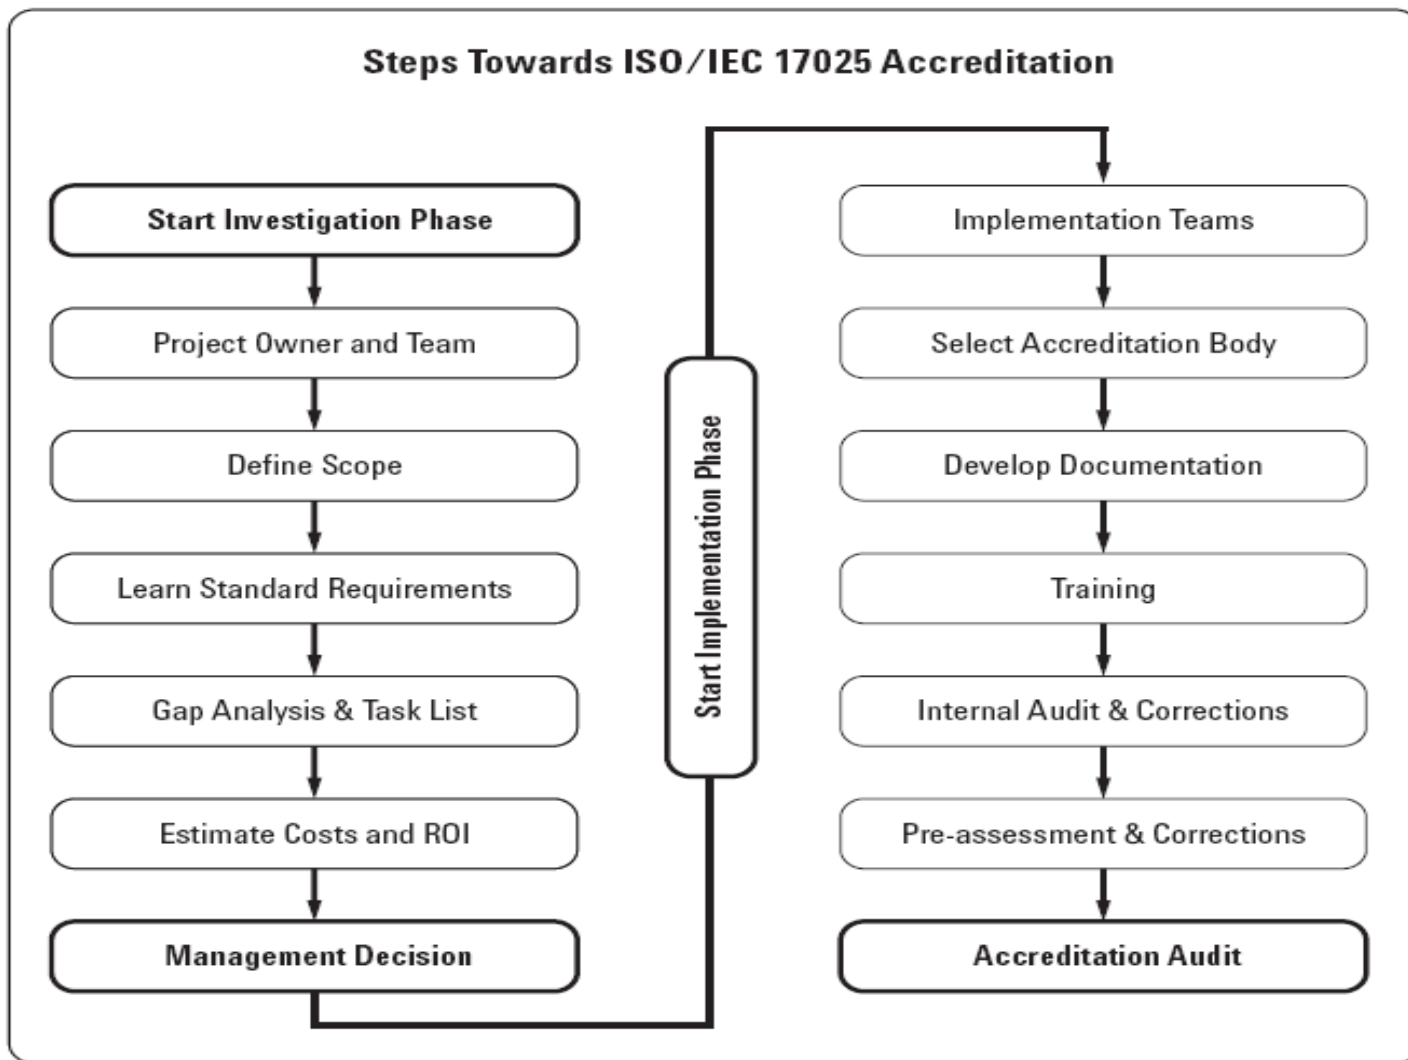 Steps Towards ISO/IEC 17025 Accreditation
Start Investigation Phase
Project Owner and Team
Define Scope
Learn Standard Requirements
Gap Analysis & Task List
Estimate Costs and ROI
Management Decision
Start Implementation Phase
Implementation Teams
Select Accreditation Body
Develop Documentation
Training
Internal Audit & Corrections
Pre-assessment & Corrections
Accreditation Audit